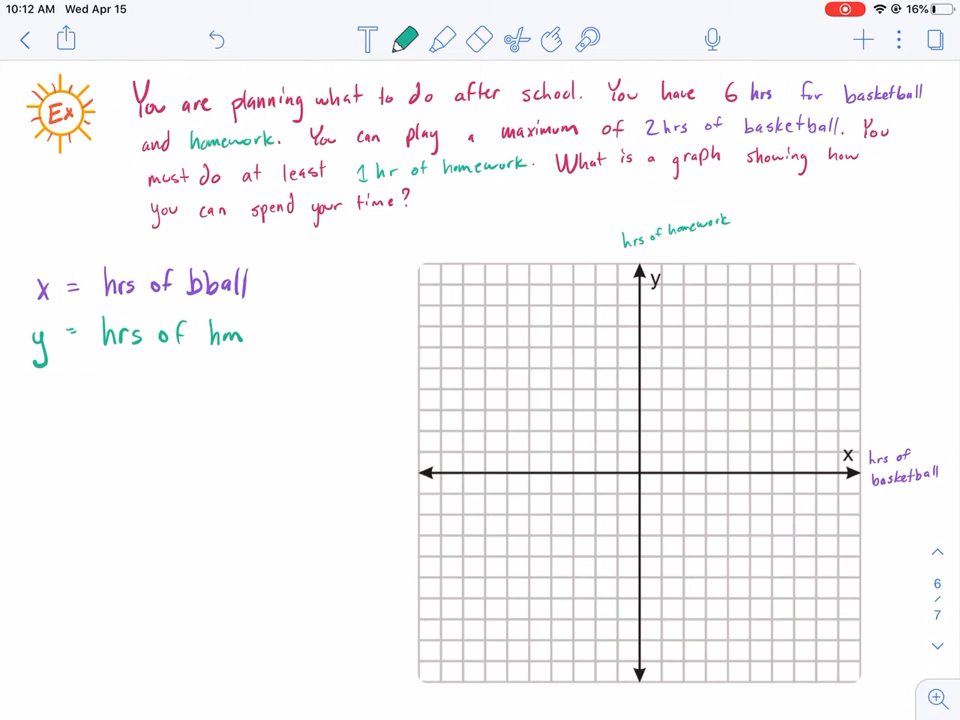 10:12 AM Wed Apr 15
16%
T
Ex
You are planning what to do after school. You have 6 hrs for basketball
and homework. You can play a maximum of 2hrs of basketball. You
must do at least 1 hr of homework. What is a graph showing how
you can spend your time?
hrs of homework
x = hrs of bball
y = hrs of hm
y
x
hrs of
basketball
6
/
7